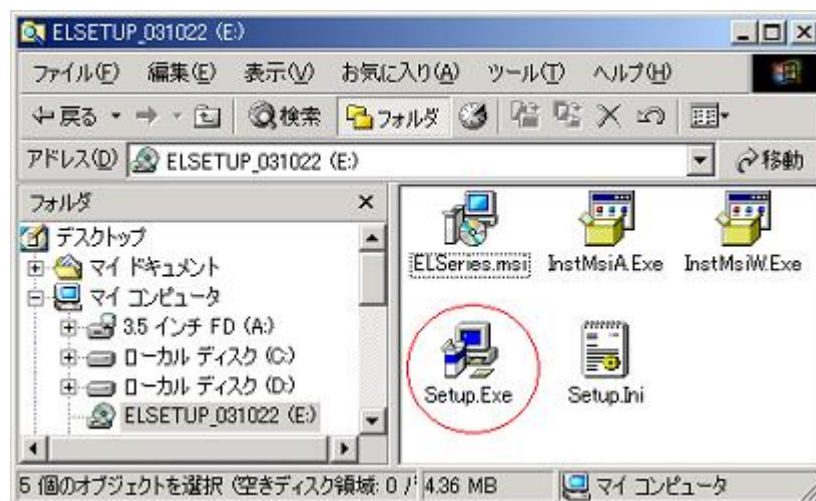 ELSETUP_031022 (E:)
ファイル(F) 編集(E) 表示(V) お気に入り(A) ツール(T) ヘルプ(H)
戻る 検索 フォルダ
アドレス(D) ELSETUP_031022 (E:) 移動
フォルダ
デスクトップ
マイ ドキュメント
マイ コンピュータ
3.5 インチ FD (A:)
ローカル ディスク (C:)
ローカル ディスク (D:)
ELSETUP_031022 (E:)
ELSeries.msi InstMsiA.Exe InstMsiW.Exe
Setup.Exe Setup.Ini
5 個のオブジェクトを選択 (空きディスク領域: 0 バ 4.36 MB マイ コンピュータ